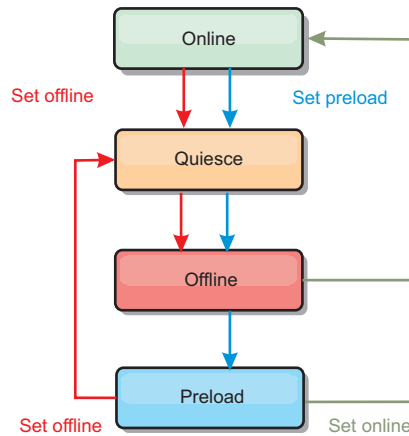 Online
Set offline
Set preload
Quiesce
Offline
Preload
Set offline
Set online